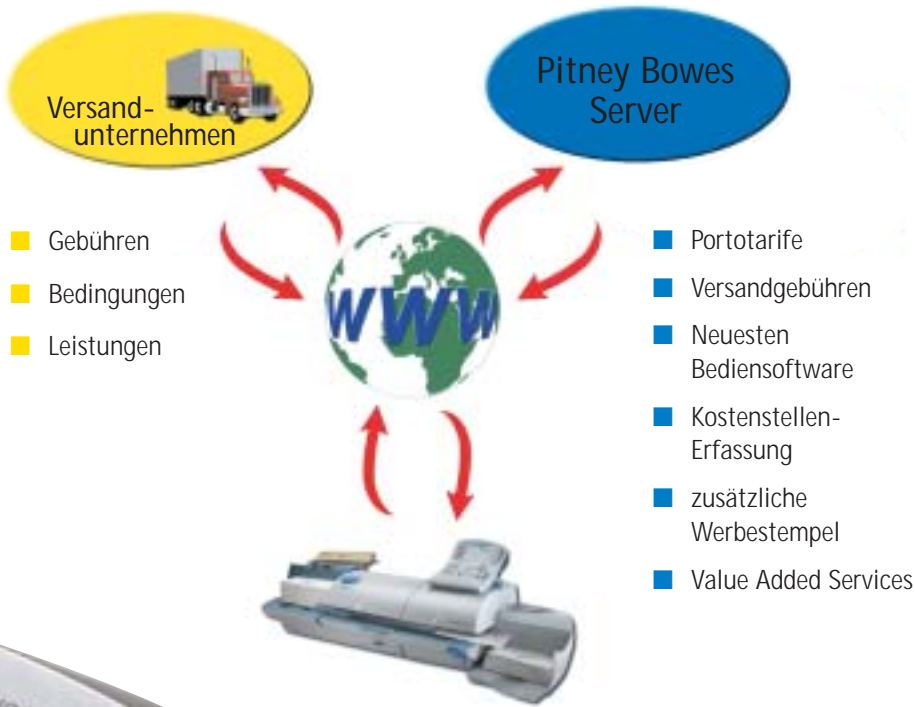 Versand-
unternehmen
Pitney Bowes
Server
Gebühren
Bedingungen
Leistungen
WWW
Portotarife
Versandgebühren
Neuesten
Bediensoftware
Kostenstellen-
Erfassung
zusätzliche
Werbestempel
Value Added Services